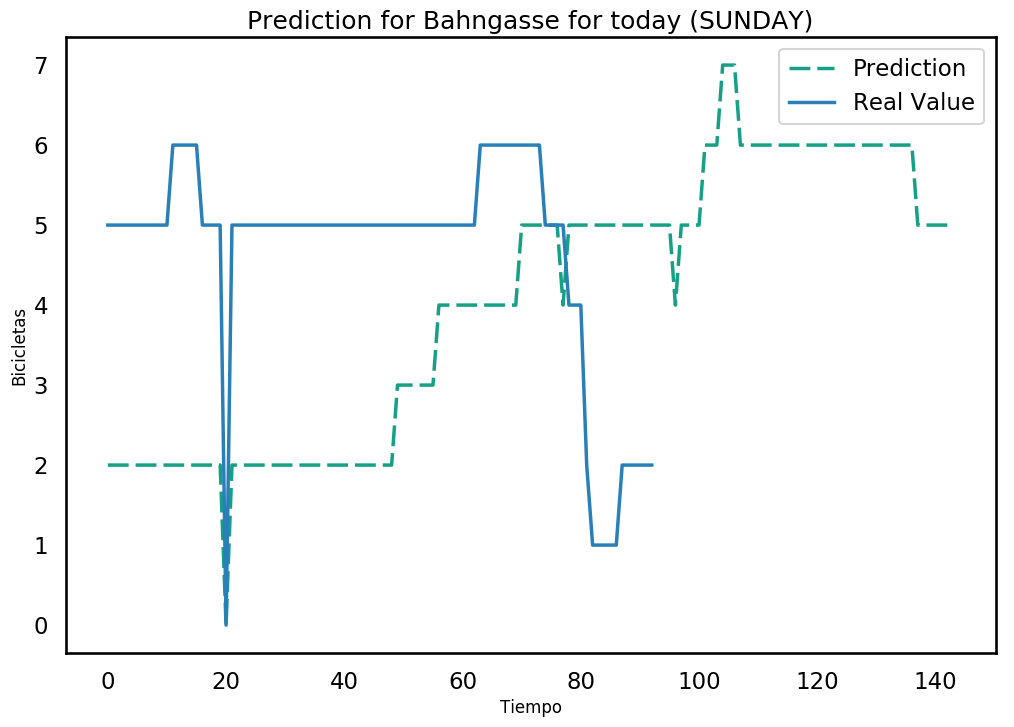 Prediction for Bahngasse for today (SUNDAY)
Prediction
Real Value
7
6
5
4
3
2
1
0
Bicicletas
0 20 40 60 80 100 120 140
Tiempo